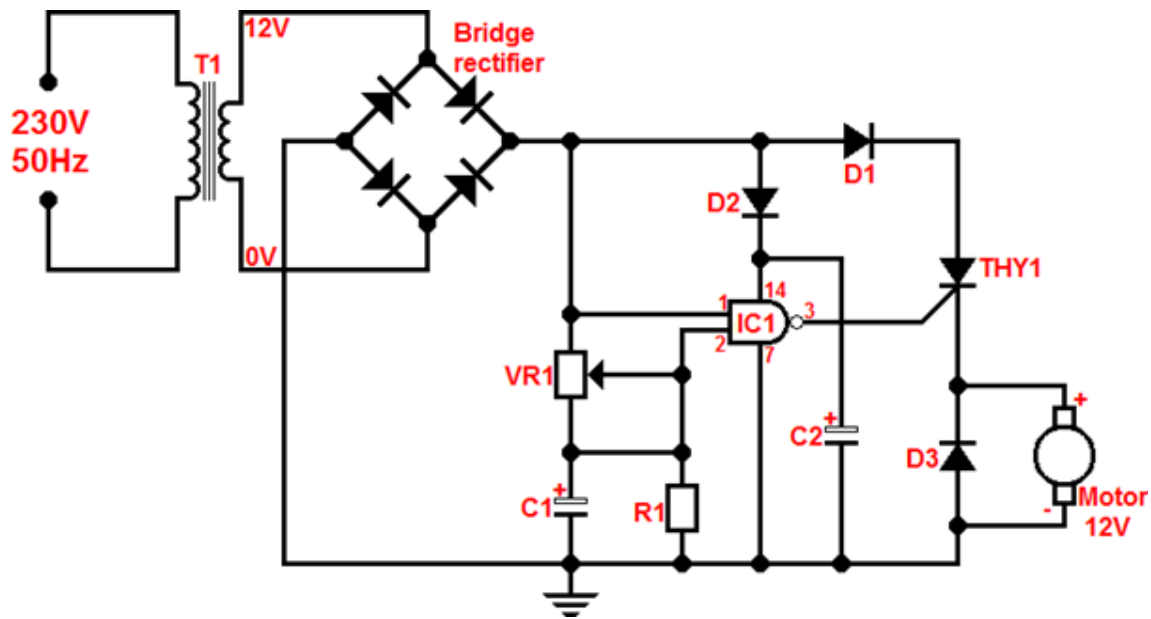 12V
Bridge
rectifier
T1
230V
50Hz
0V
D1
D2
THY1
14
1
IC1
3
2
7
VR1
+
C2
+
D3
+
C1
R1
-
Motor
12V